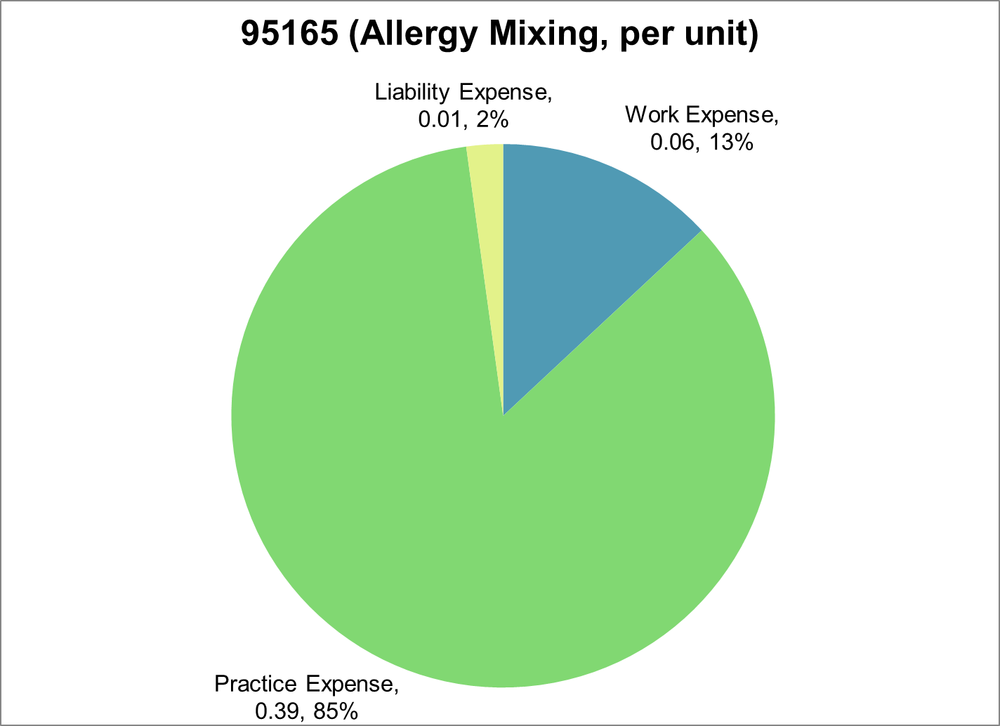 95165 (Allergy Mixing, per unit)
Liability Expense,
0.01, 2%
Work Expense,
0.06, 13%
Practice Expense,
0.39, 85%